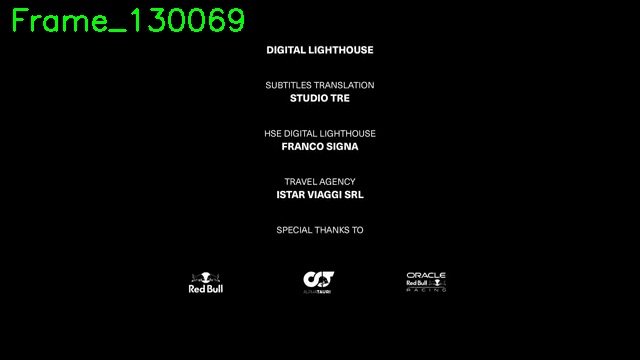 Frame_130069
DIGITAL LIGHTHOUSE
SUBTITLES TRANSLATION
STUDIO TRE
HSE DIGITAL LIGHTHOUSE
FRANCO SIGNA
TRAVEL AGENCY
ISTAR VIAGGI SRL
SPECIAL THANKS TO
Red Bull
ALPHATAURI
ORACLE
Red Bull
RACING